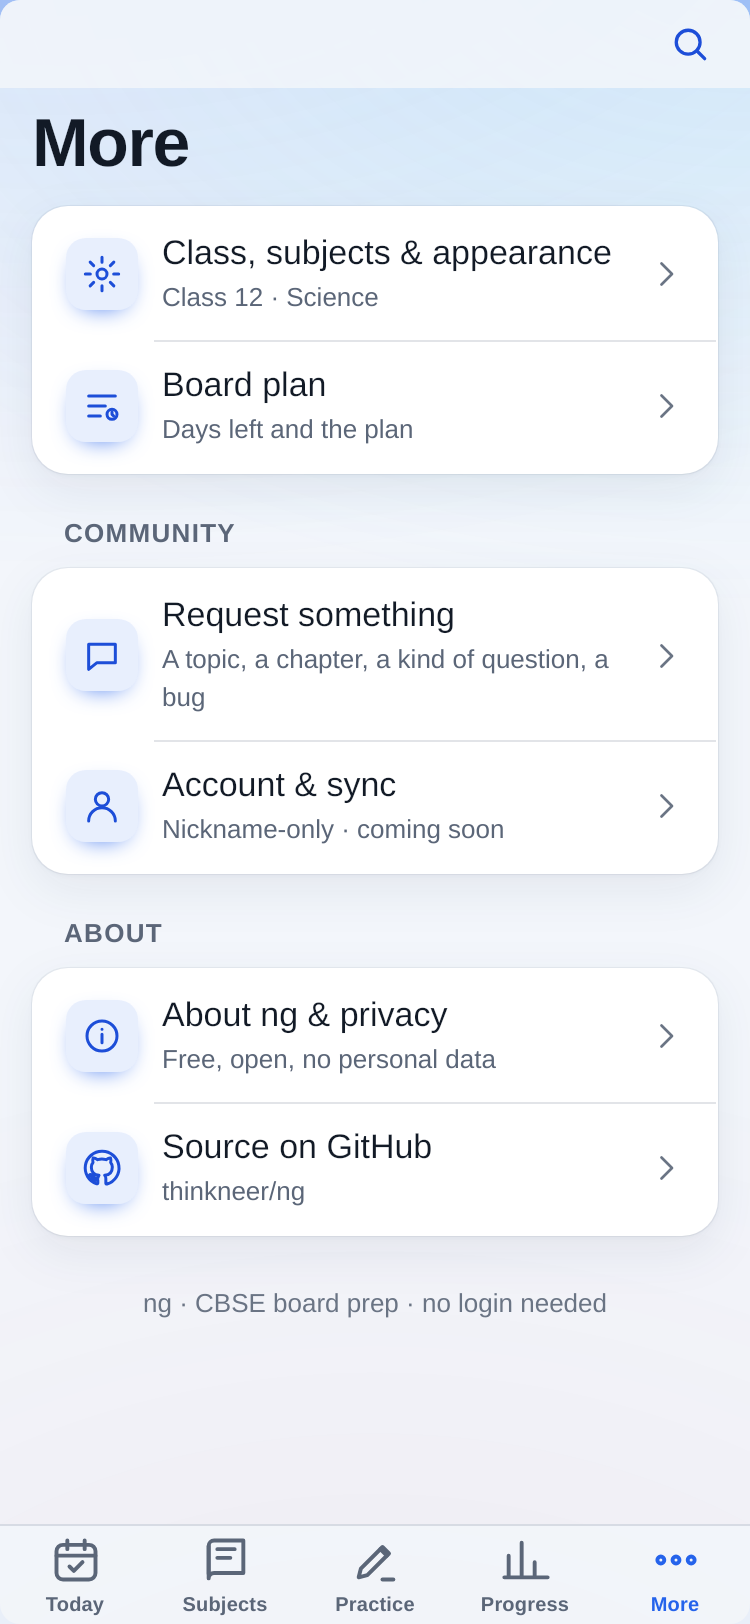 More
Class, subjects & appearance
Class 12 · Science
Board plan
Days left and the plan
COMMUNITY
Request something
A topic, a chapter, a kind of question, a
bug
Account & sync
Nickname-only · coming soon
ABOUT
About ng & privacy
Free, open, no personal data
Source on GitHub
thinkneer/ng
ng · CBSE board prep · no login needed
Today
Subjects
Practice
Progress
More